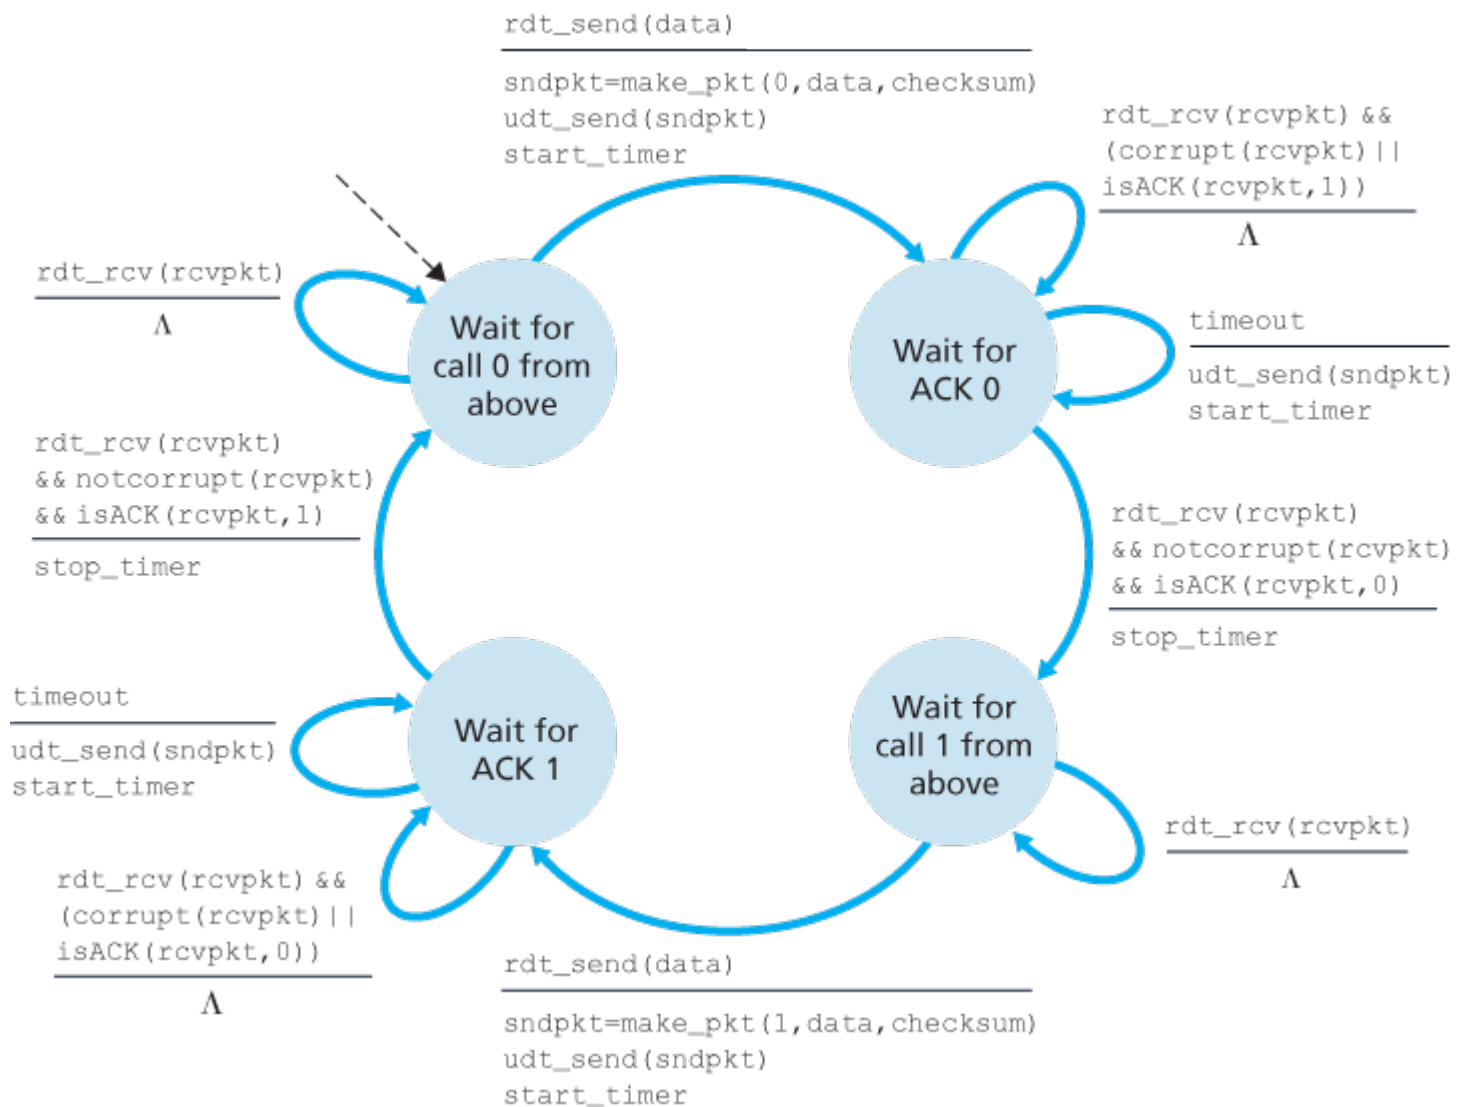 rdt_send(data)
sndpkt=make_pkt(0,data,checksum)
udt_send(sndpkt)
start_timer
rdt_rcv(rcvpkt) &&
(corrupt(rcvpkt)||
isACK(rcvpkt,1))
Λ
rdt_rcv(rcvpkt)
Λ
Wait for
call 0 from
above
Wait for
ACK 0
timeout
udt_send(sndpkt)
start_timer
rdt_rcv(rcvpkt)
&& notcorrupt(rcvpkt)
&& isACK(rcvpkt,1)
stop_timer
rdt_rcv(rcvpkt)
&& notcorrupt(rcvpkt)
&& isACK(rcvpkt,0)
stop_timer
timeout
udt_send(sndpkt)
start_timer
Wait for
ACK 1
Wait for
call 1 from
above
rdt_rcv(rcvpkt)
Λ
rdt_rcv(rcvpkt) &&
(corrupt(rcvpkt)||
isACK(rcvpkt,0))
Λ
rdt_send(data)
sndpkt=make_pkt(1,data,checksum)
udt_send(sndpkt)
start_timer